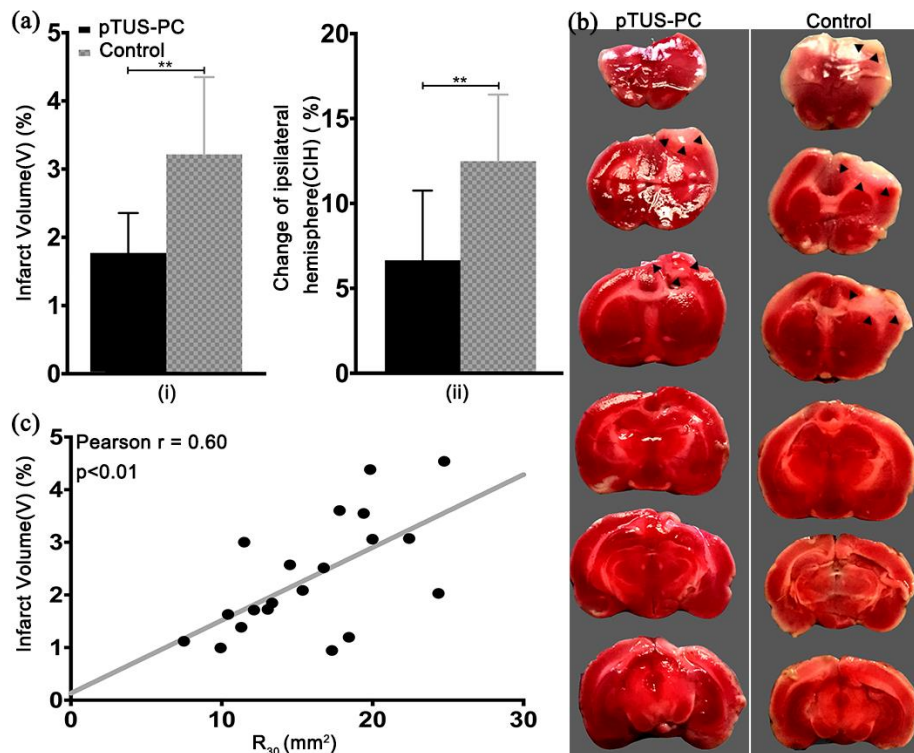 (a)
pTUS-PC
Control
Infarct Volume(V) (%)
5
4
3
2
1
0
**
(i)
Change of ipsilateral
hemisphere(CIH) ( %)
20
15
10
5
0
**
(ii)
(b)
pTUS-PC
Control
(c)
Pearson r = 0.60
p<0.01
Infarct Volume(V) (%)
5
4
3
2
1
0
0
10
20
30
R30 (mm²)